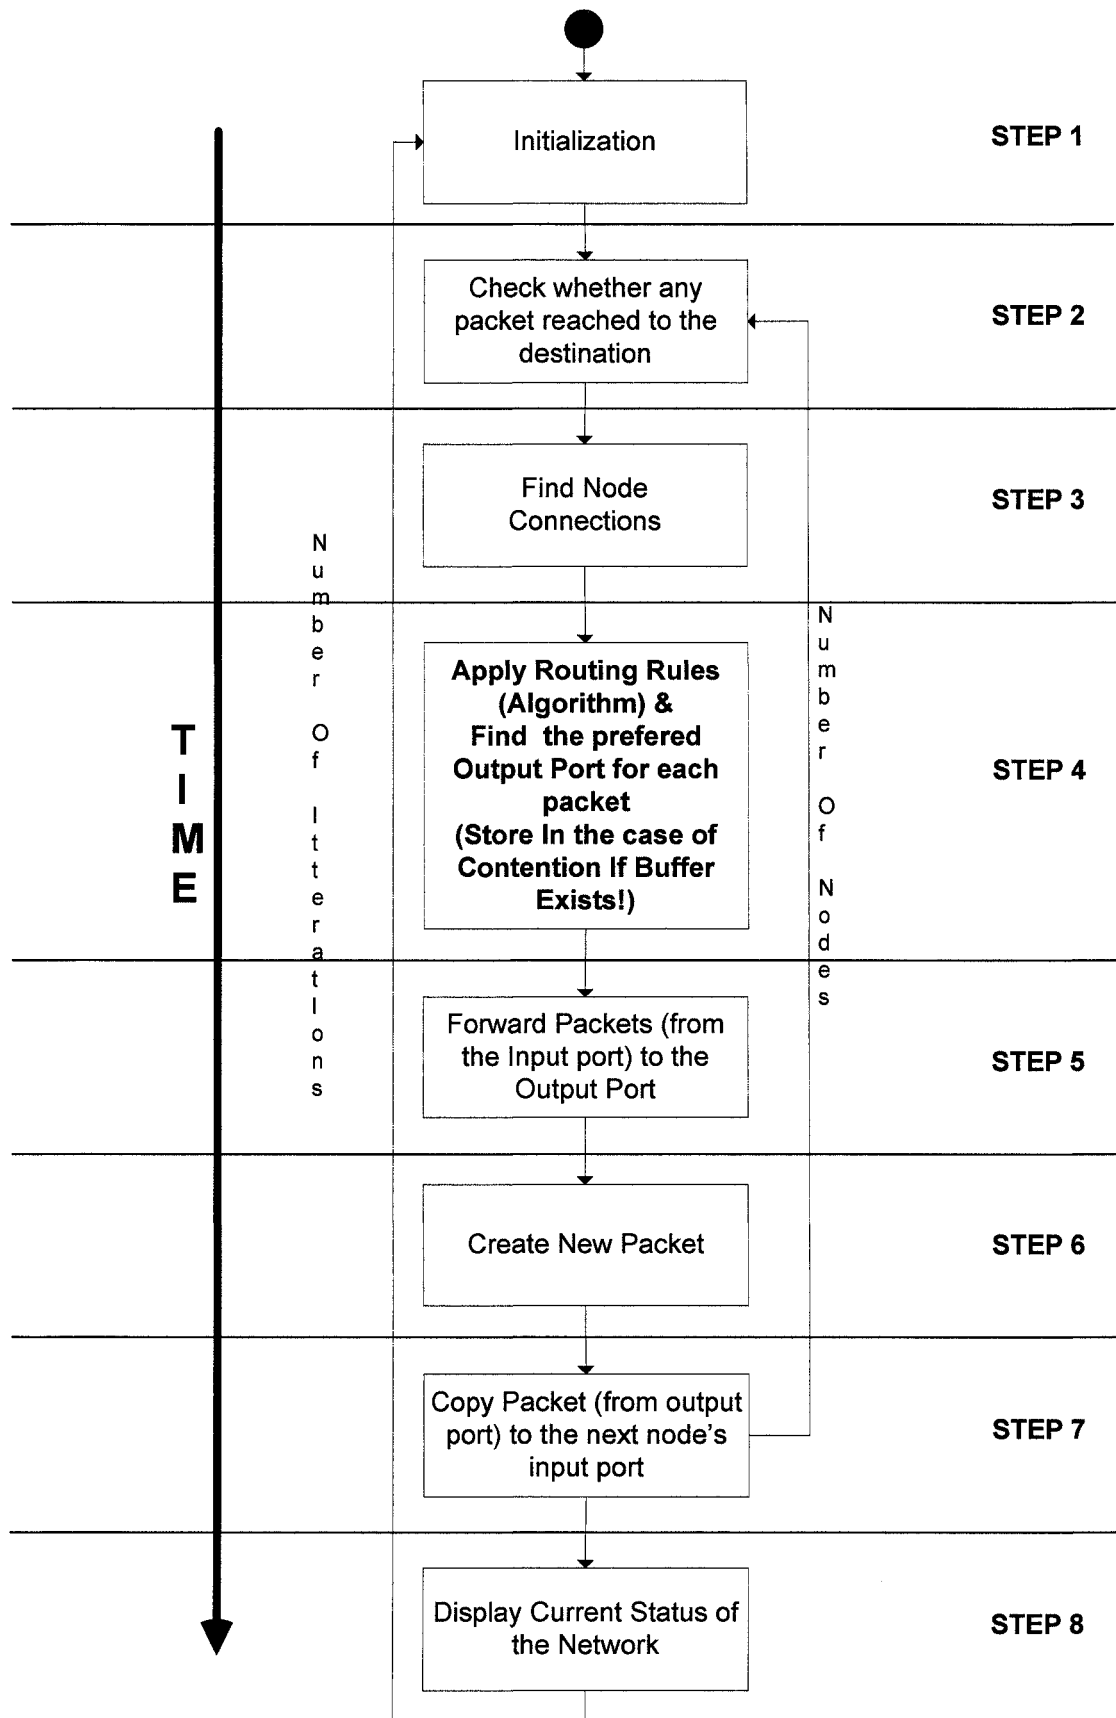 Initialization
STEP 1
Check whether any
packet reached to the
destination
STEP 2
Find Node
Connections
STEP 3
Number Of Itterations
Number Of Nodes
TIME
Apply Routing Rules
(Algorithm) &
Find the prefered
Output Port for each
packet
(Store In the case of
Contention If Buffer
Exists!)
STEP 4
Forward Packets (from
the Input port) to the
Output Port
STEP 5
Create New Packet
STEP 6
Copy Packet (from output
port) to the next node's
input port
STEP 7
Display Current Status of
the Network
STEP 8